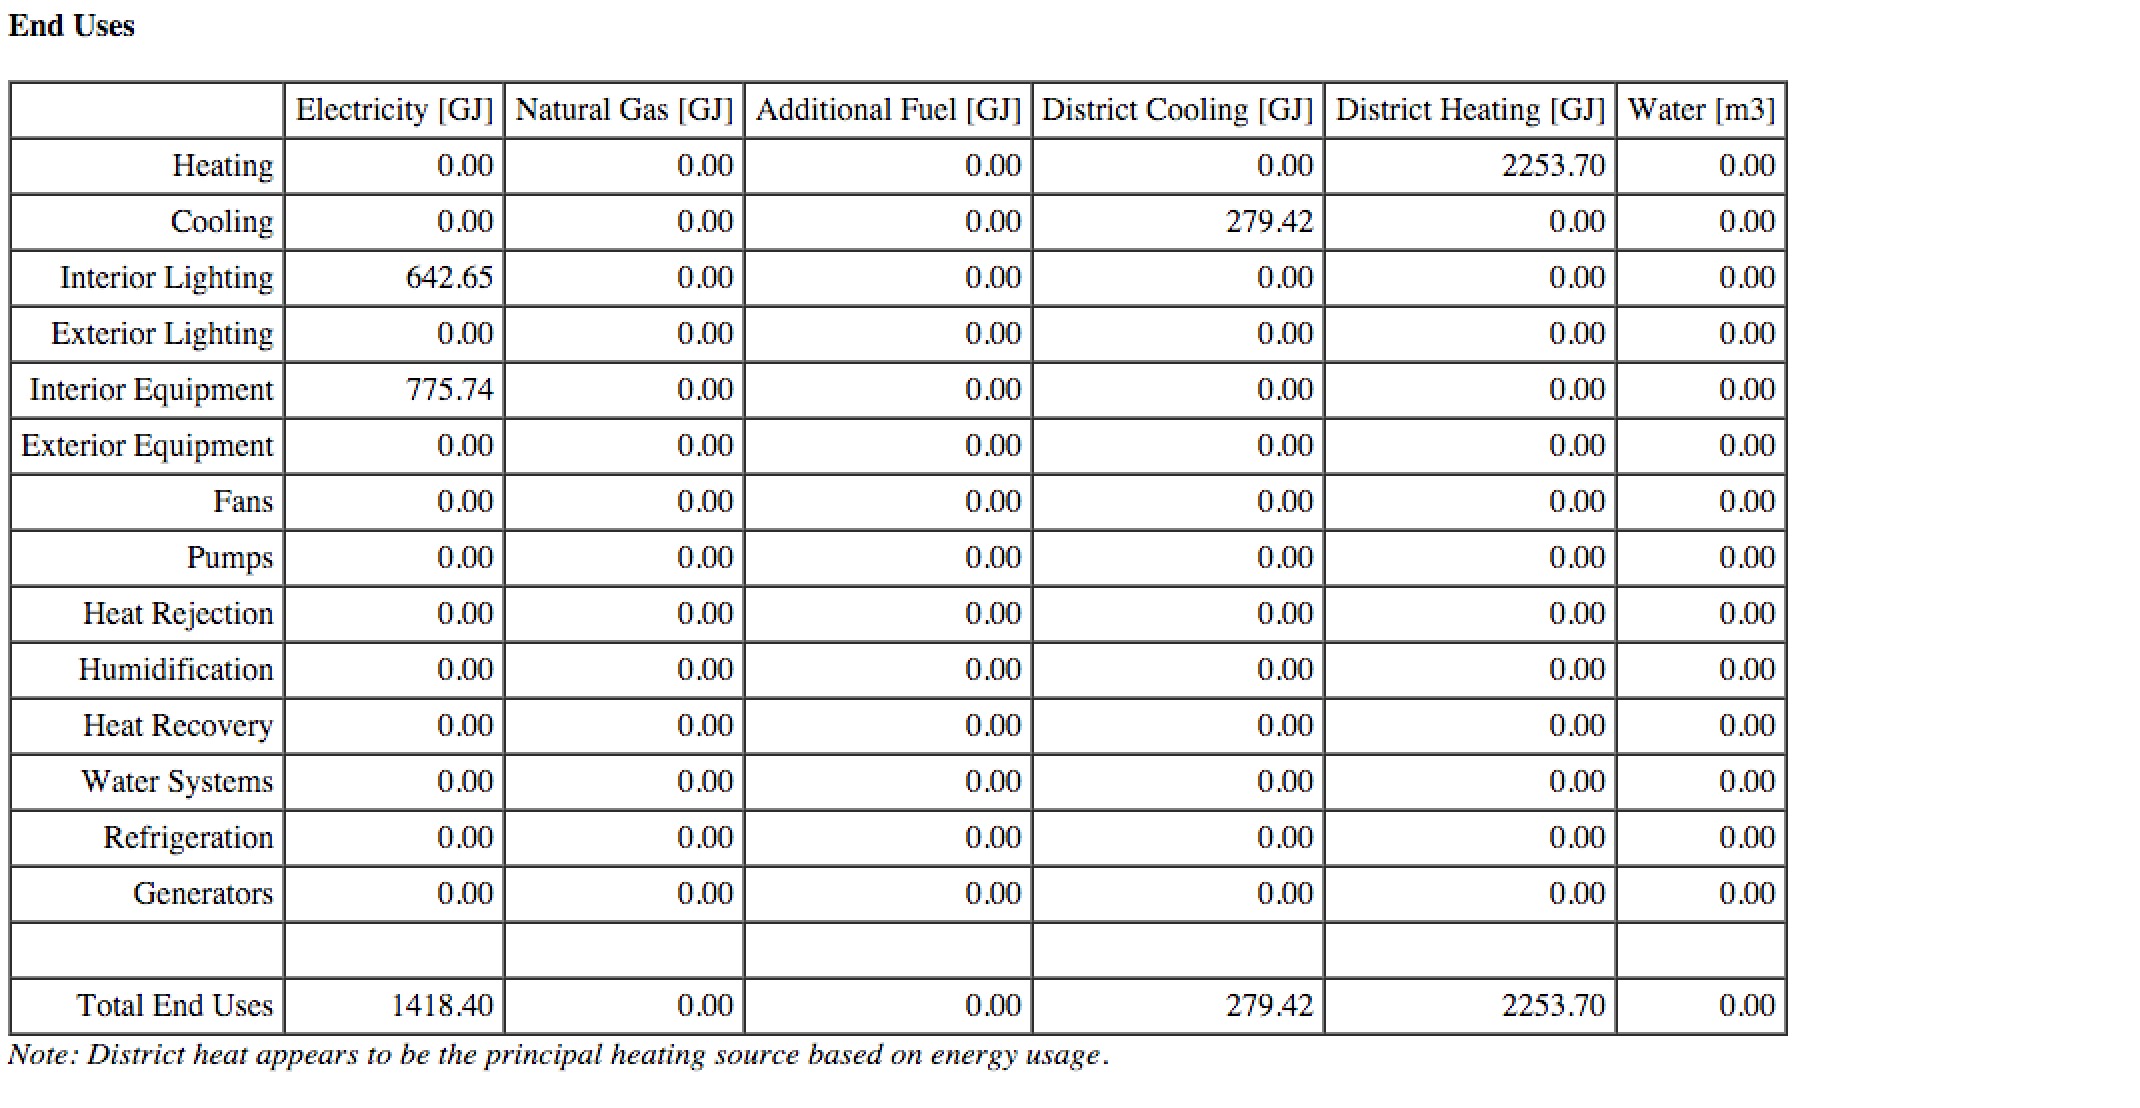 End Uses
Electricity [GJ] Natural Gas [GJ] Additional Fuel [GJ] District Cooling [GJ] District Heating [GJ] Water [m3]
Heating 0.00 0.00 0.00 0.00 2253.70 0.00
Cooling 0.00 0.00 0.00 279.42 0.00 0.00
Interior Lighting 642.65 0.00 0.00 0.00 0.00 0.00
Exterior Lighting 0.00 0.00 0.00 0.00 0.00 0.00
Interior Equipment 775.74 0.00 0.00 0.00 0.00 0.00
Exterior Equipment 0.00 0.00 0.00 0.00 0.00 0.00
Fans 0.00 0.00 0.00 0.00 0.00 0.00
Pumps 0.00 0.00 0.00 0.00 0.00 0.00
Heat Rejection 0.00 0.00 0.00 0.00 0.00 0.00
Humidification 0.00 0.00 0.00 0.00 0.00 0.00
Heat Recovery 0.00 0.00 0.00 0.00 0.00 0.00
Water Systems 0.00 0.00 0.00 0.00 0.00 0.00
Refrigeration 0.00 0.00 0.00 0.00 0.00 0.00
Generators 0.00 0.00 0.00 0.00 0.00 0.00
Total End Uses 1418.40 0.00 0.00 279.42 2253.70 0.00
Note: District heat appears to be the principal heating source based on energy usage.